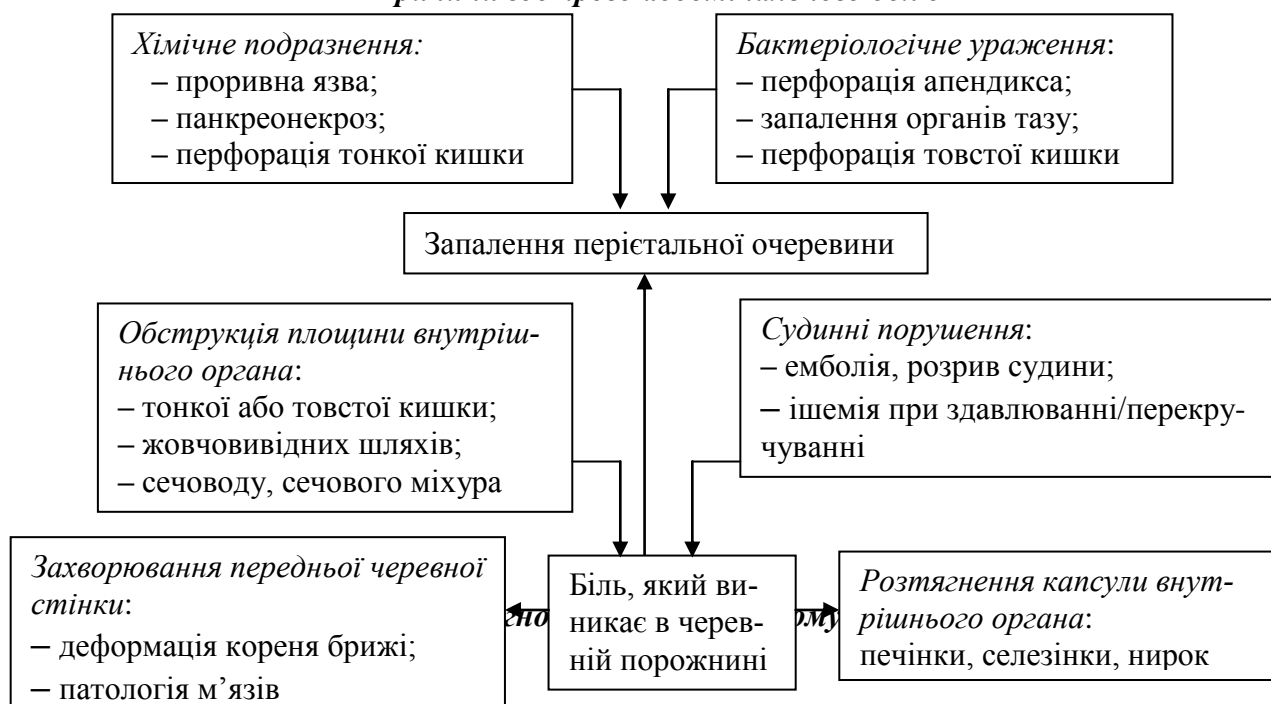 Хімічне подразнення:
– проривна язва;
– панкреонекроз;
– перфорація тонкої кишки
Бактеріологічне ураження:
– перфорація апендикса;
– запалення органів тазу;
– перфорація товстої кишки
Запалення перієтальної очеревини
Обструкція площини внутріш-
нього органа:
– тонкої або товстої кишки;
– жовчовивідних шляхів;
– сечоводу, сечового міхура
Судинні порушення:
– емболія, розрив судини;
– ішемія при здавлюванні/перекру-
чуванні
Захворювання передньої черевної
стінки:
– деформація кореня брижі;
– патологія м’язів
Біль, який ви-
никає в черев-
ній порожнині
Розтягнення капсули внут-
рішнього органа:
печінки, селезінки, нирок